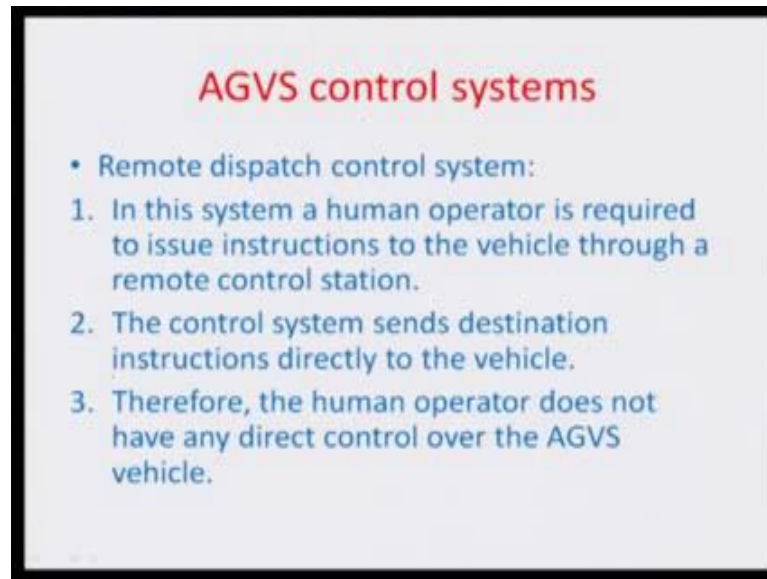 AGVS control systems
• Remote dispatch control system:
1. In this system a human operator is required
to issue instructions to the vehicle through a
remote control station.
2. The control system sends destination
instructions directly to the vehicle.
3. Therefore, the human operator does not
have any direct control over the AGVS
vehicle.